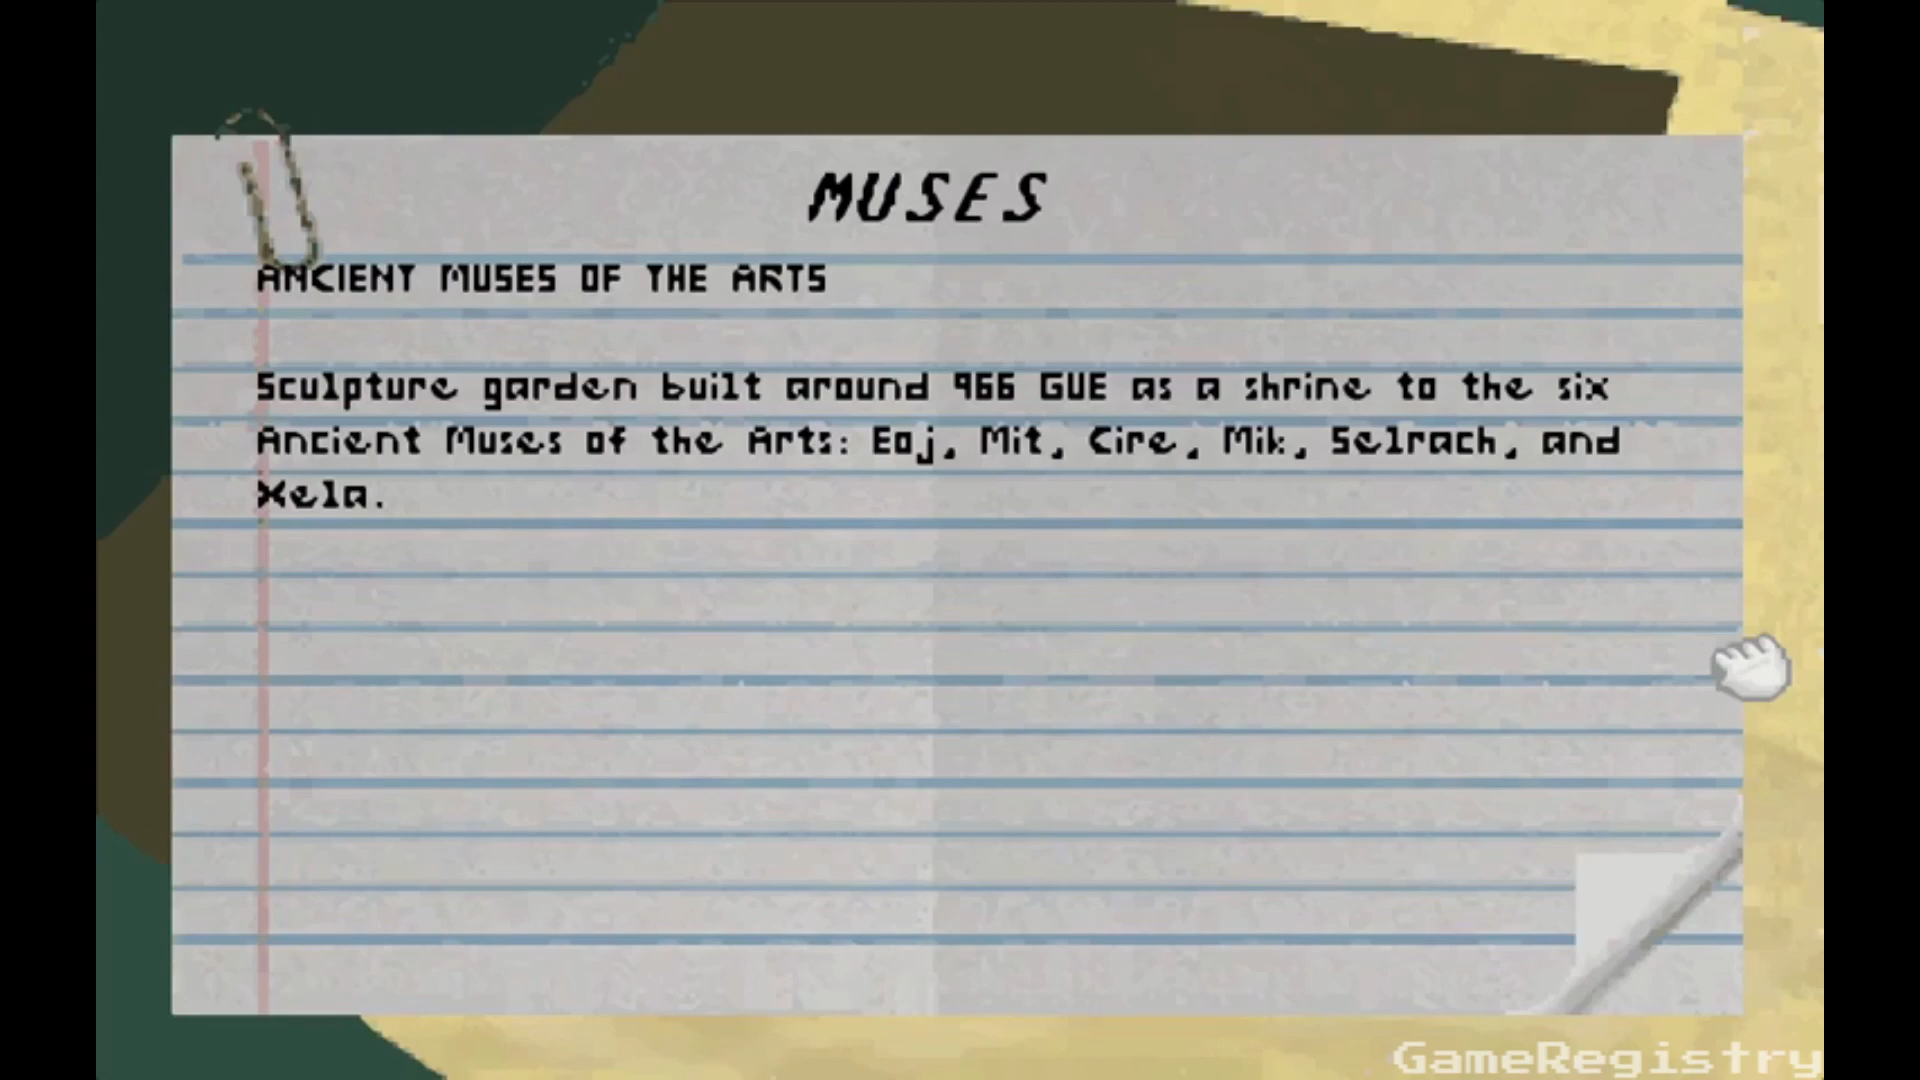 MUSES
ANCIENT MUSES OF THE ARTS
Sculpture garden built around 966 GUE as a shrine to the six
Ancient Muses of the Arts: Eoj, Mit, Cire, Mik, Selrach, and
Xela.
GameRegistry